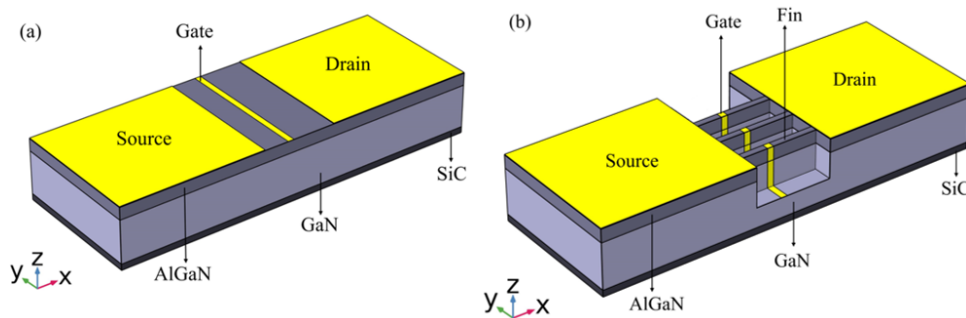 (a)
Gate
Drain
Source
SiC
GaN
AlGaN
z
y
x
(b)
Gate
Fin
Drain
Source
SiC
GaN
AlGaN
z
y
x